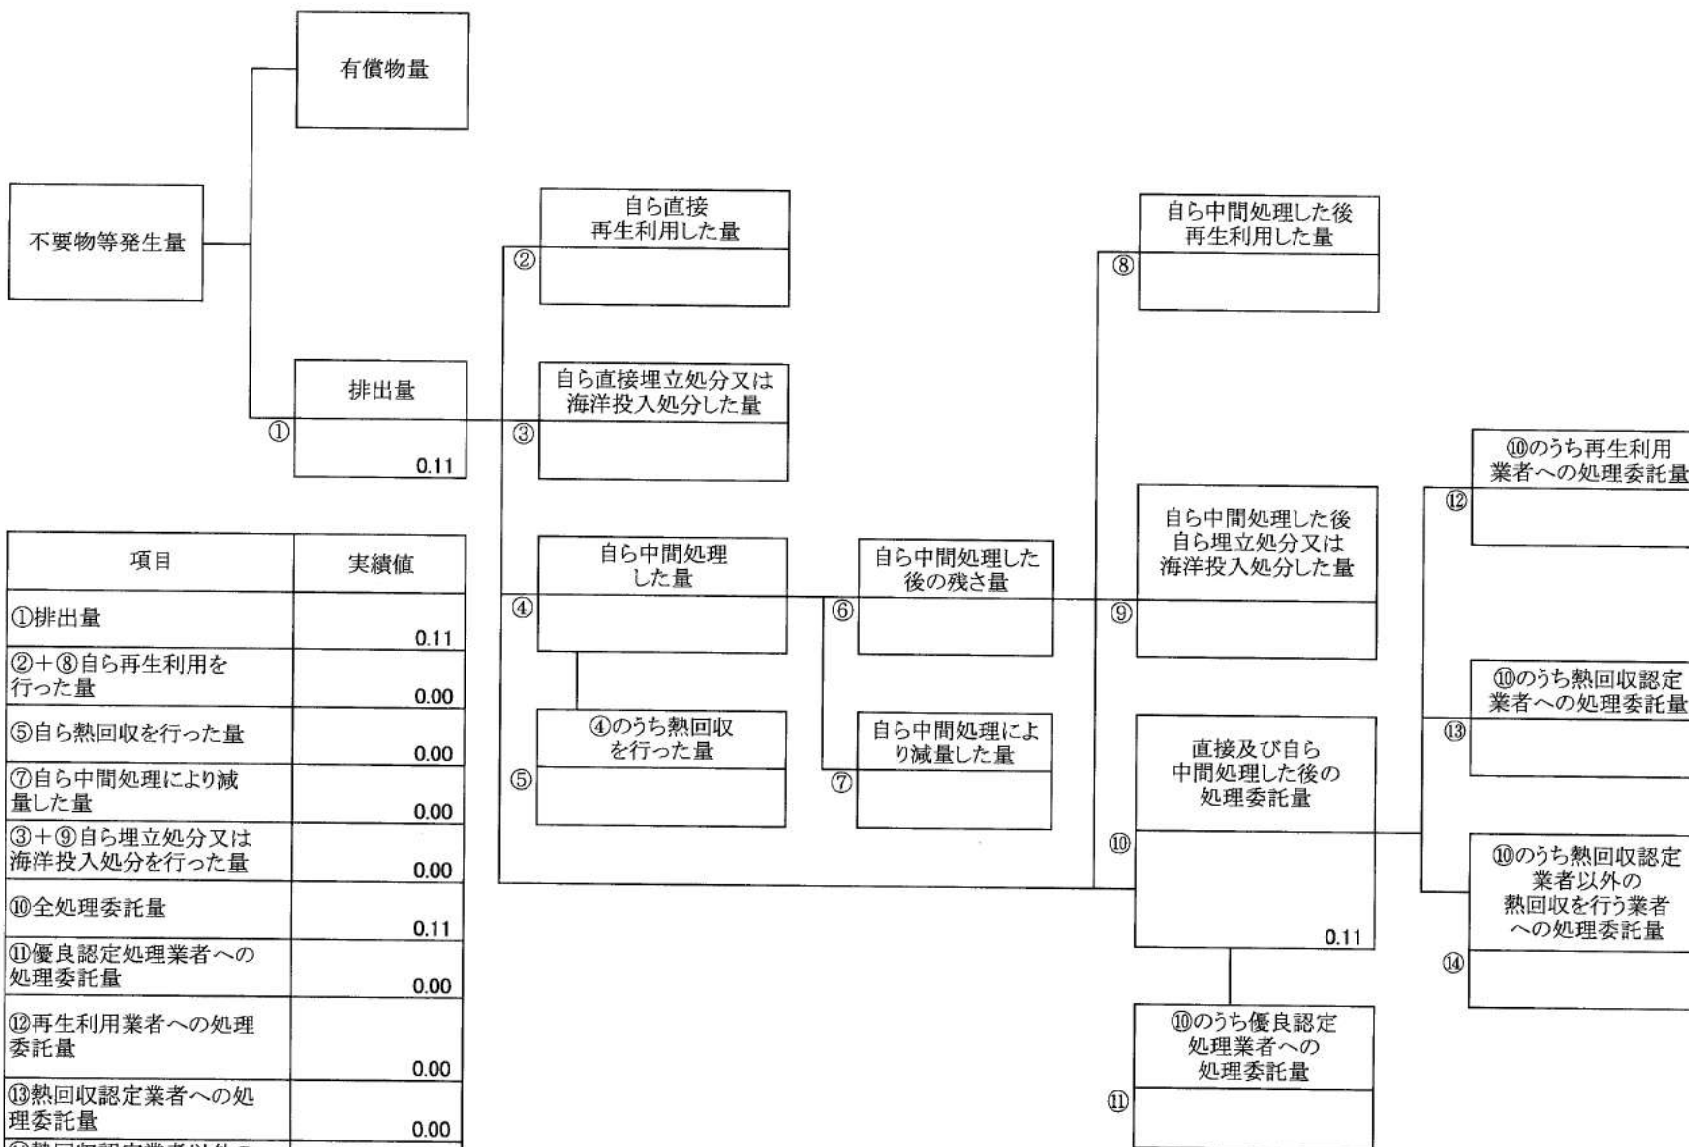 有償物量
不要物等発生量
自ら直接
再生利用した量
②
自ら中間処理した後
再生利用した量
⑧
排出量
①
0.11
自ら直接埋立処分又は
海洋投入処分した量
③
⑩のうち再生利用
業者への処理委託量
⑫
自ら中間処理
した量
④
自ら中間処理した
後の残さ量
⑥
自ら中間処理した後
自ら埋立処分又は
海洋投入処分した量
⑨
④のうち熱回収
を行った量
⑤
自ら中間処理によ
り減量した量
⑦
直接及び自ら
中間処理した後の
処理委託量
⑩
0.11
⑩のうち熱回収認定
業者への処理委託量
⑬
⑩のうち熱回収認定
業者以外の
熱回収を行う業者
への処理委託量
⑭
⑩のうち優良認定
処理業者への
処理委託量
⑪
項目 実績値
①排出量
0.11
②+⑧自ら再生利用を
行った量
0.00
⑤自ら熱回収を行った量
0.00
⑦自ら中間処理により減
量した量
0.00
③+⑨自ら埋立処分又は
海洋投入処分を行った量
0.00
⑩全処理委託量
0.11
⑪優良認定処理業者への
処理委託量
0.00
⑫再生利用業者への処理
委託量
0.00
⑬熱回収認定業者への処
理委託量
0.00